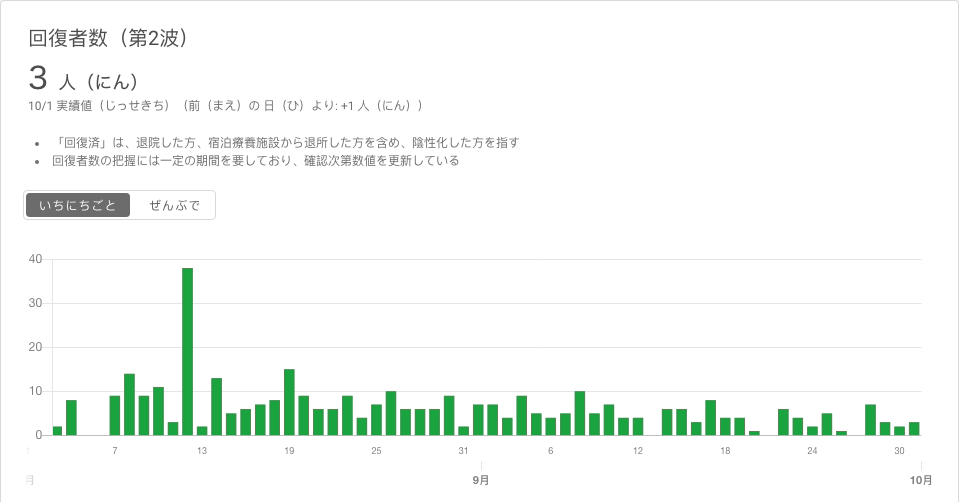 回復者数（第2波）
3 人（にん）
10/1 実績値（じっせきち）（前（まえ）の 日（ひ）より: +1 人（にん））
• 「回復済」は、退院した方、宿泊療養施設から退所した方を含め、陰性化した方を指す
• 回復者数の把握には一定の期間を要しており、確認次第数値を更新している
いちにちごと ぜんぶで
40
30
20
10
0
7 13 19 25 31 6 12 18 24 30
月 9月 10月